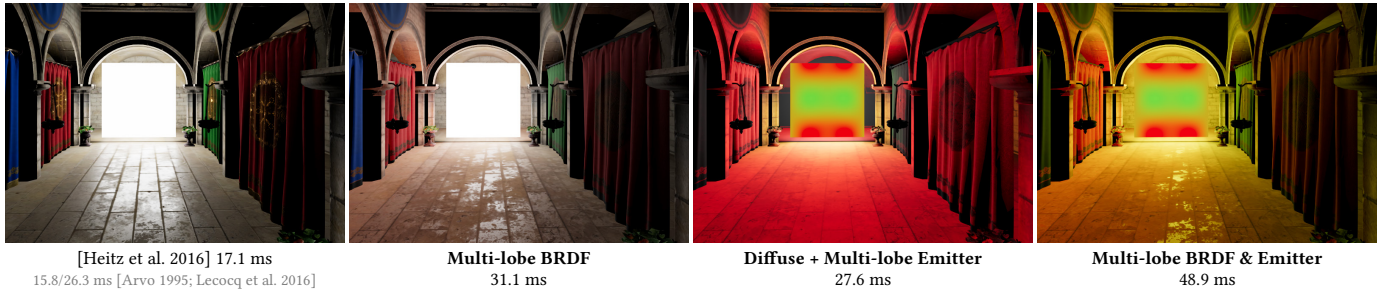 [Heitz et al. 2016] 17.1 ms
15.8/26.3 ms [Arvo 1995; Lecocq et al. 2016]
Multi-lobe BRDF
31.1 ms
Diffuse + Multi-lobe Emitter
27.6 ms
Multi-lobe BRDF & Emitter
48.9 ms